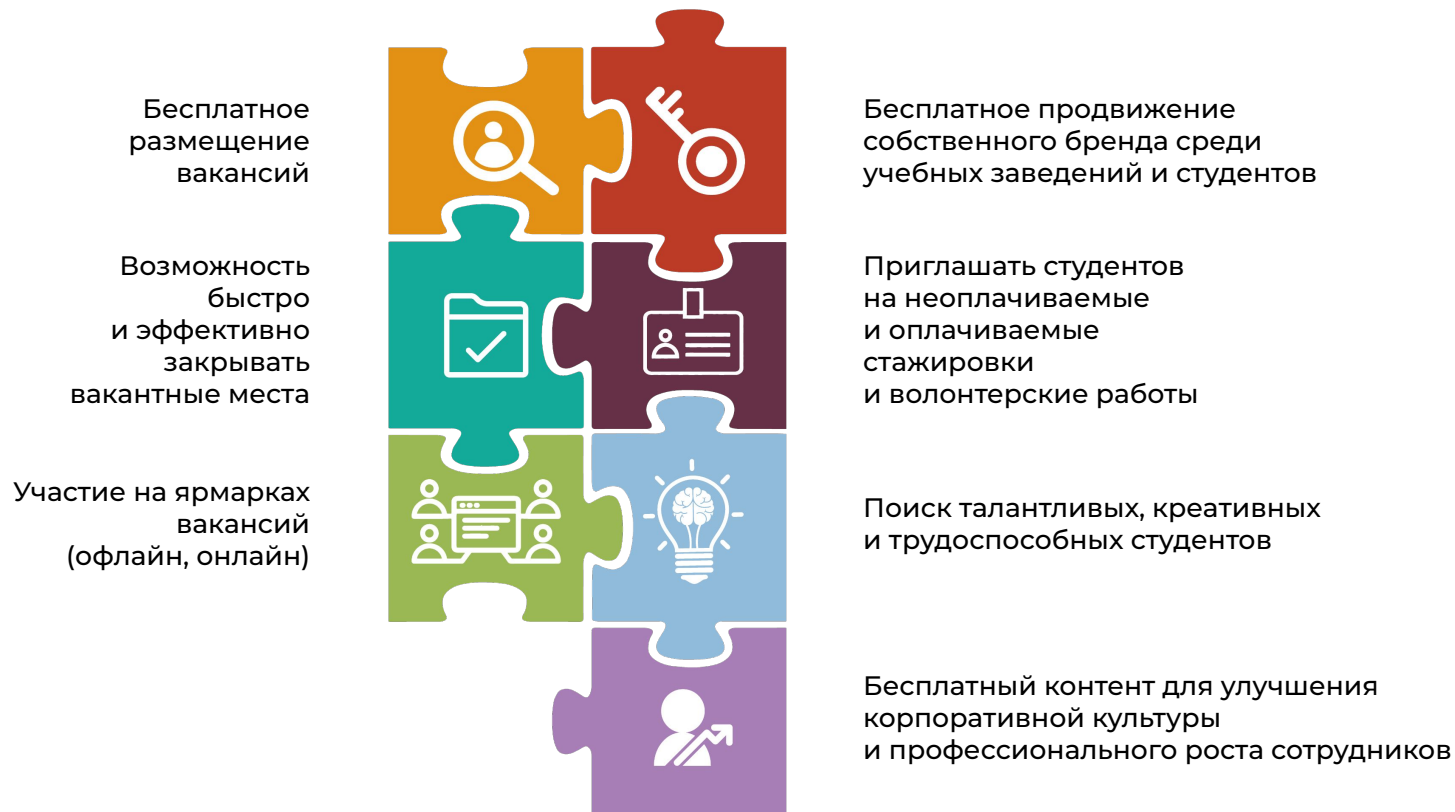 Бесплатное
размещение
вакансий
Бесплатное продвижение
собственного бренда среди
учебных заведений и студентов
Возможность
быстро
и эффективно
закрывать
вакантные места
Приглашать студентов
на неоплачиваемые
и оплачиваемые
стажировки
и волонтерские работы
Участие на ярмарках
вакансий
(офлайн, онлайн)
Поиск талантливых, креативных
и трудоспособных студентов
Бесплатный контент для улучшения
корпоративной культуры
и профессионального роста сотрудников